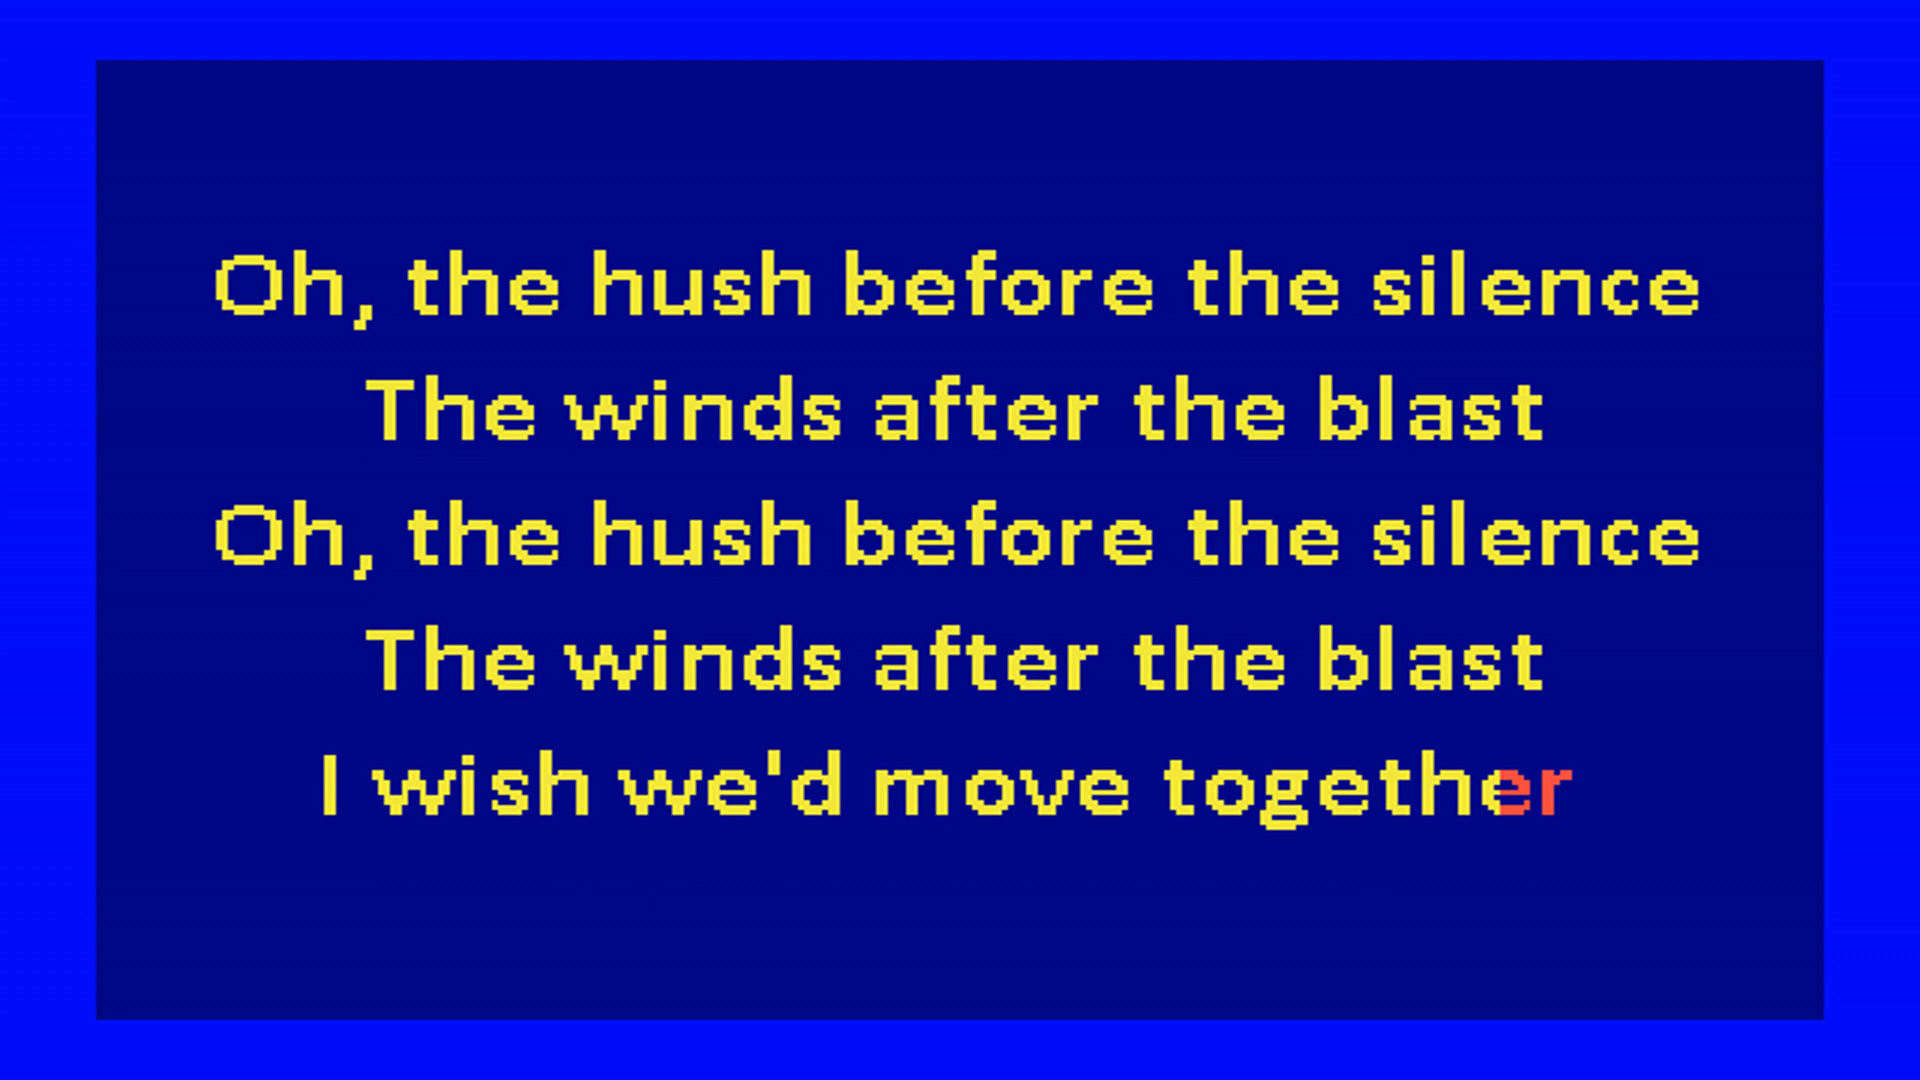 Oh, the hush before the silence
The winds after the blast
Oh, the hush before the silence
The winds after the blast
I wish we'd move together